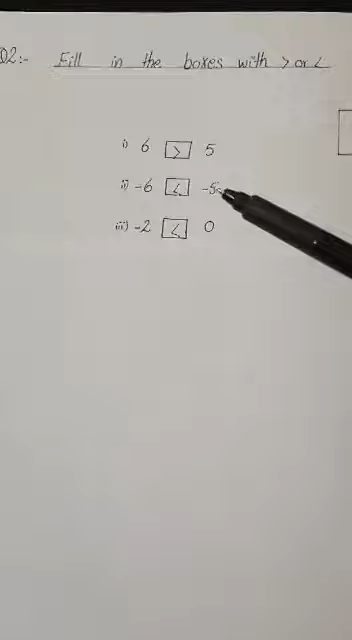 Q2:- Fill in the boxes with > or <
i) 6 > 5
ii) -6 < -5
iii) -2 < 0